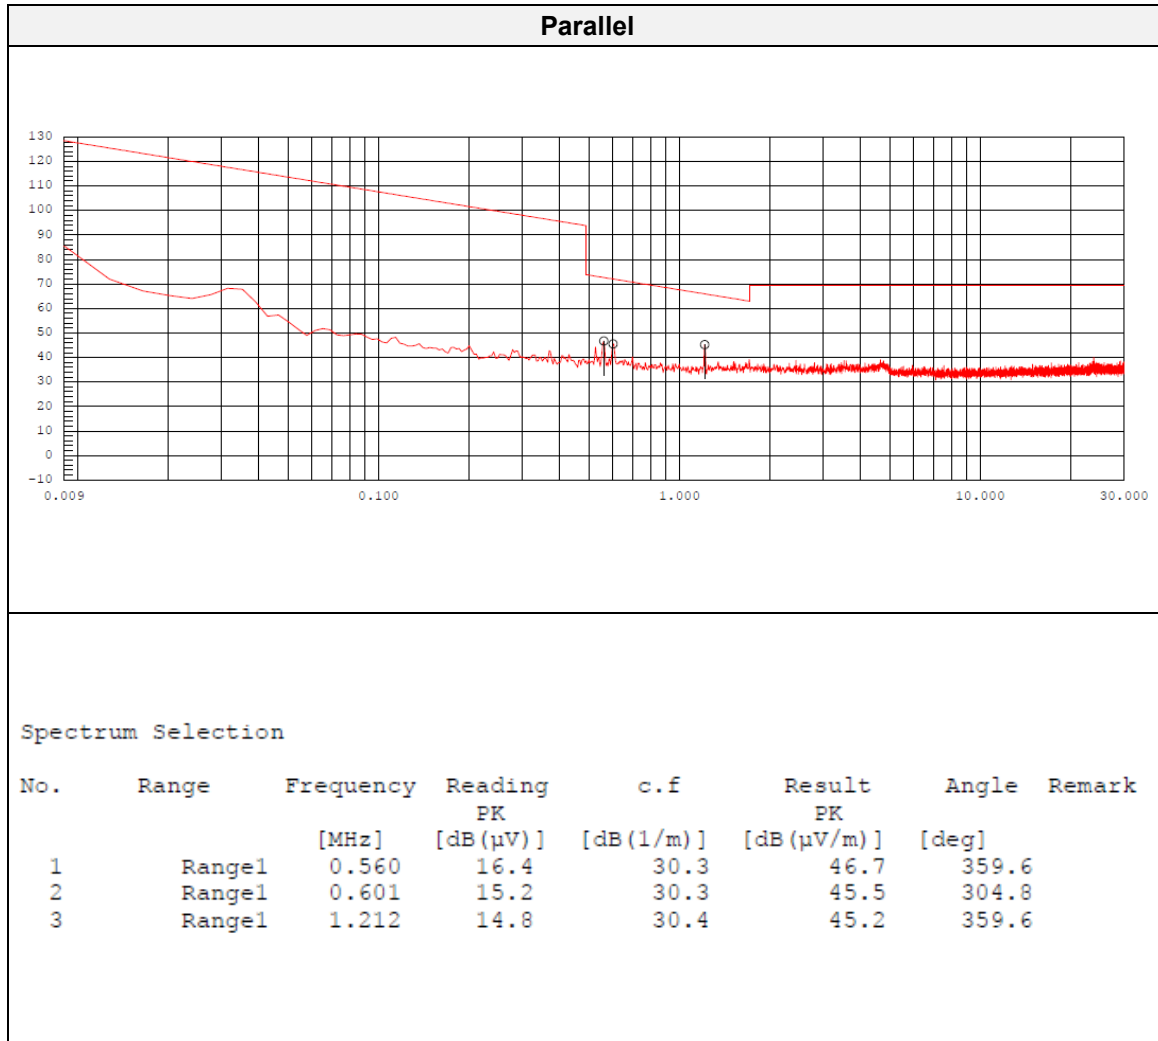 Parallel
130
120
110
100
90
80
70
60
50
40
30
20
10
0
-10
0.009 0.100 1.000 10.000 30.000
Spectrum Selection
No. Range Frequency Reading c.f Result Angle Remark
PK PK
[MHz] [dB(μV)] [dB(1/m)] [dB(μV/m)] [deg]
1 Range1 0.560 16.4 30.3 46.7 359.6
2 Range1 0.601 15.2 30.3 45.5 304.8
3 Range1 1.212 14.8 30.4 45.2 359.6